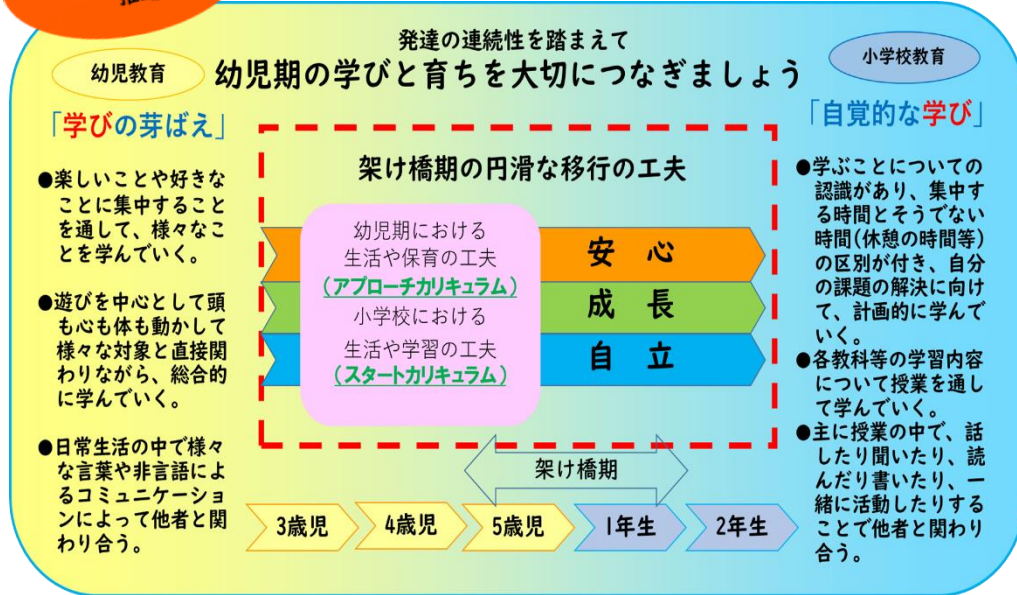 推進
発達の連続性を踏まえて
幼児期の学びと育ちを大切につなぎましょう
幼児教育
「学びの芽ばえ」
●楽しいことや好きな
ことに集中すること
を通して、様々なこ
とを学んでいく。
●遊びを中心として頭
も心も体も動かして
様々な対象と直接関
わりながら、総合的
に学んでいく。
●日常生活の中で様々
な言葉や非言語によ
るコミュニケーショ
ンによって他者と関
わり合う。
架け橋期の円滑な移行の工夫
幼児期における
生活や保育の工夫
(アプローチカリキュラム)
小学校における
生活や学習の工夫
(スタートカリキュラム)
安 心
成 長
自 立
架け橋期
3歳児
4歳児
5歳児
1年生
2年生
小学校教育
「自覚的な学び」
●学ぶことについての
認識があり、集中す
る時間とそうでない
時間(休憩の時間等)
の区別が付き、自分
の課題の解決に向け
て、計画的に学んで
いく。
●各教科等の学習内容
について授業を通し
て学んでいく。
●主に授業の中で、話
したり聞いたり、読
んだり書いたり、一
緒に活動したりする
ことで他者と関わり
合う。